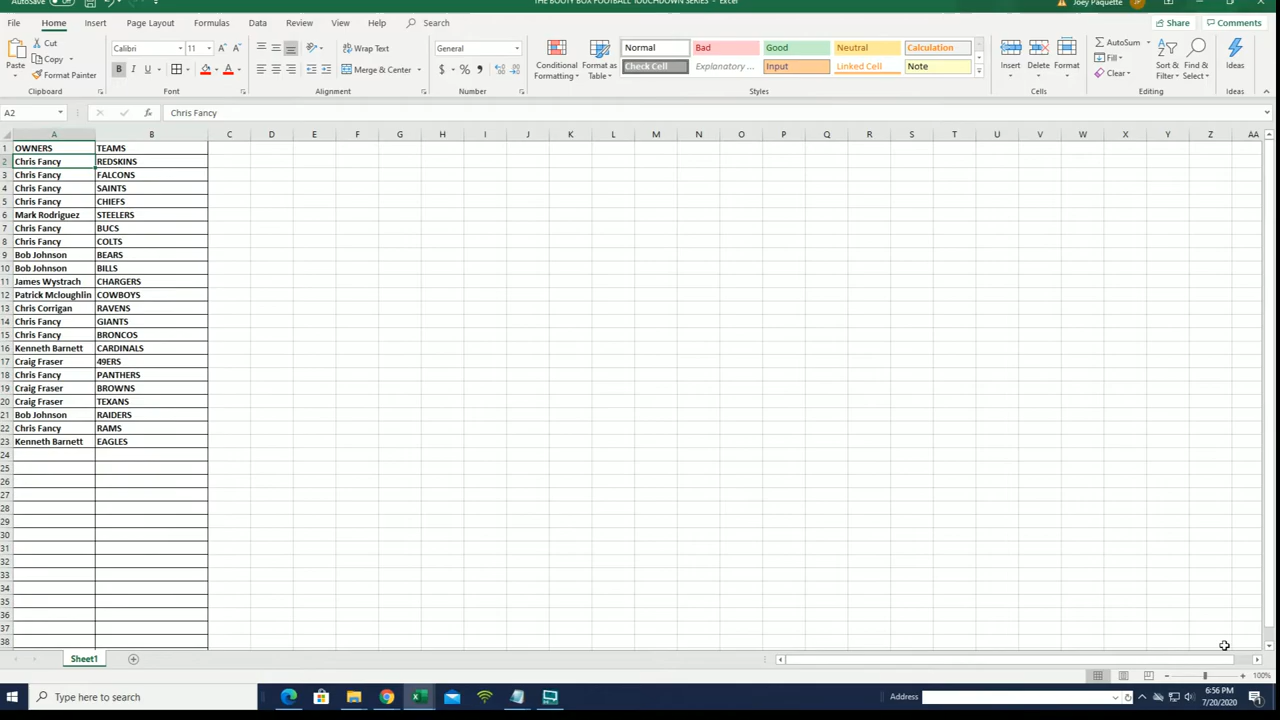 AutoSave
THE BOOTY BOX FOOTBALL TOUCHDOWN SERIES - Excel
Joey Paquette
JP
File Home Insert Page Layout Formulas Data Review View Help Search
Share Comments
Cut
Copy
Format Painter
Paste
Calibri 11
B I U
Wrap Text
Merge & Center
General
$ % ,
Conditional Formatting
Format as Table
Normal Bad Good Neutral Calculation
Check Cell Explanatory ... Input Linked Cell Note
Insert Delete Format
AutoSum
Fill
Clear
Sort & Filter
Find & Select
Ideas
Clipboard Font Alignment Number Styles Cells Editing Ideas
A2 fx Chris Fancy
A B C D E F G H I J K L M N O P Q R S T U V W X Y Z AA
1 OWNERS TEAMS
2 Chris Fancy REDSKINS
3 Chris Fancy FALCONS
4 Chris Fancy SAINTS
5 Chris Fancy CHIEFS
6 Mark Rodriguez STEELERS
7 Chris Fancy BUCS
8 Chris Fancy COLTS
9 Bob Johnson BEARS
10 Bob Johnson BILLS
11 James Wystrach CHARGERS
12 Patrick Mcloughlin COWBOYS
13 Chris Corrigan RAVENS
14 Chris Fancy GIANTS
15 Chris Fancy BRONCOS
16 Kenneth Barnett CARDINALS
17 Craig Fraser 49ERS
18 Chris Fancy PANTHERS
19 Craig Fraser BROWNS
20 Craig Fraser TEXANS
21 Bob Johnson RAIDERS
22 Chris Fancy RAMS
23 Kenneth Barnett EAGLES
24
25
26
27
28
29
30
31
32
33
34
35
36
37
38
Sheet1
100%
Type here to search
Address
6:56 PM
7/20/2020